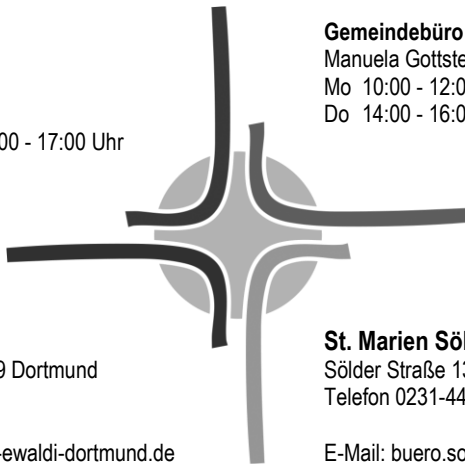 Gemeindebüro
Manuela Gottste
Mo 10:00 - 12:0
Do 14:00 - 16:0
00 - 17:00 Uhr
St. Marien Söl
Sölder Straße 13
Telefon 0231-44
E-Mail: buero.so
9 Dortmund
-ewaldi-dortmund.de